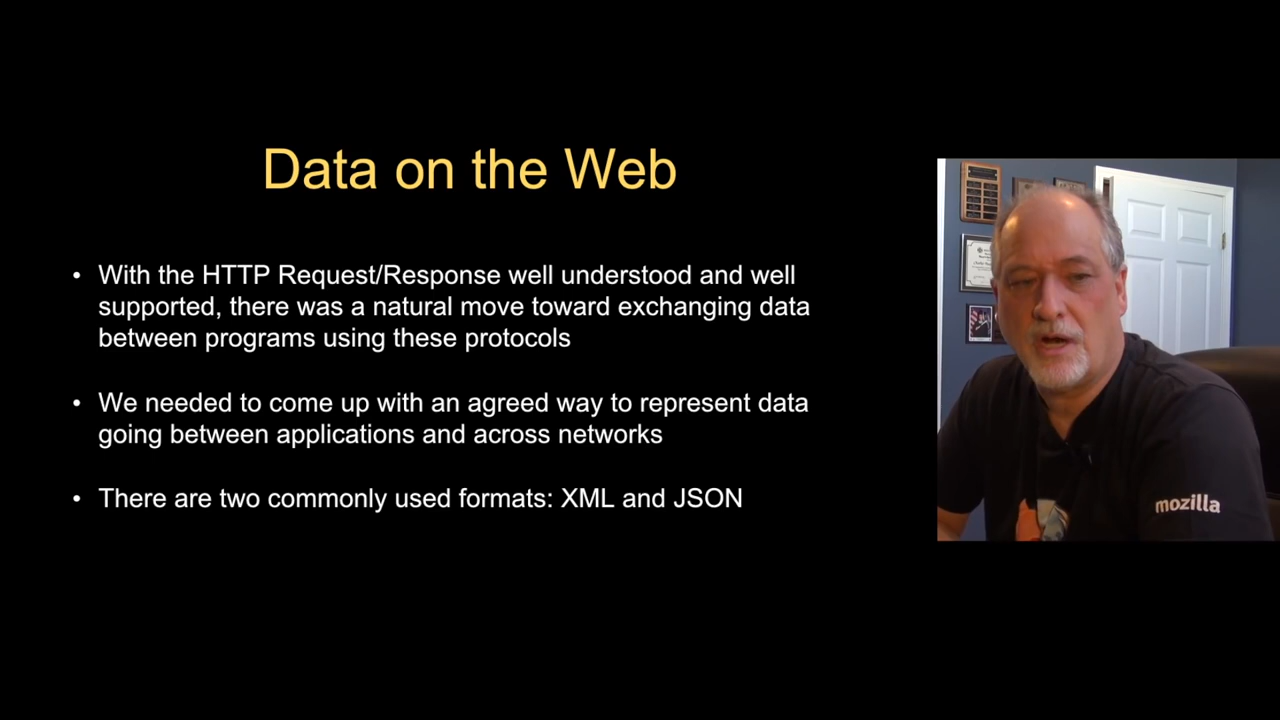 Data on the Web
• With the HTTP Request/Response well understood and well
supported, there was a natural move toward exchanging data
between programs using these protocols
• We needed to come up with an agreed way to represent data
going between applications and across networks
• There are two commonly used formats: XML and JSON
mozilla